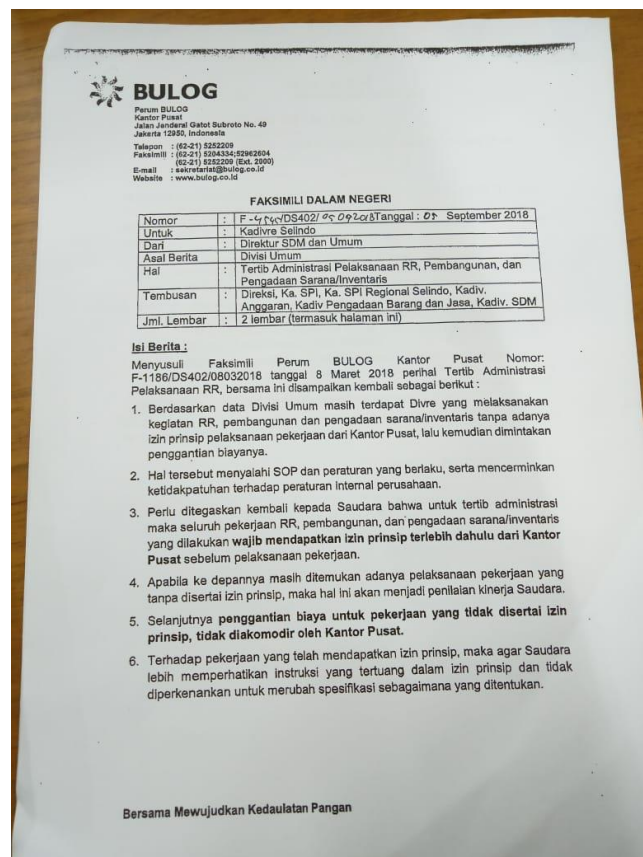 BULOG
Perum BULOG
Kantor Pusat
Jalan Jenderal Gatot Subroto No. 49
Jakarta 12950, Indonesia
Telepon : (62-21) 5252209
Faksimili : (62-21) 5204334;52962604
(62-21) 5252209 (Ext. 2000)
E-mail : sekretariat@bulog.co.id
Website : www.bulog.co.id
FAKSIMILI DALAM NEGERI
Nomor : F - /DS402/ 05092018 Tanggal : September 2018
Untuk : Kadivre Selindo
Dari : Direktur SDM dan Umum
Asal Berita Divisi Umum
Hal : Tertib Administrasi Pelaksanaan RR, Pembangunan, dan
Pengadaan Sarana/Inventaris
Tembusan : Direksi, Ka. SPI, Ka. SPI Regional Selindo, Kadiv.
Anggaran, Kadiv Pengadaan Barang dan Jasa, Kadiv. SDM
Jml. Lembar : 2 lembar (termasuk halaman ini)
Isi Berita :
Menyusuli Faksimili Perum BULOG Kantor Pusat Nomor:
F-1186/DS402/08032018 tanggal 8 Maret 2018 perihal Tertib Administrasi
Pelaksanaan RR, bersama ini disampaikan kembali sebagai berikut :
1. Berdasarkan data Divisi Umum masih terdapat Divre yang melaksanakan
kegiatan RR, pembangunan dan pengadaan sarana/inventaris tanpa adanya
izin prinsip pelaksanaan pekerjaan dari Kantor Pusat, lalu kemudian dimintakan
penggantian biayanya.
2. Hal tersebut menyalahi SOP dan peraturan yang berlaku, serta mencerminkan
ketidakpatuhan terhadap peraturan internal perusahaan.
3. Perlu ditegaskan kembali kepada Saudara bahwa untuk tertib administrasi
maka seluruh pekerjaan RR, pembangunan, dan pengadaan sarana/inventaris
yang dilakukan wajib mendapatkan izin prinsip terlebih dahulu dari Kantor
Pusat sebelum pelaksanaan pekerjaan.
4. Apabila ke depannya masih ditemukan adanya pelaksanaan pekerjaan yang
tanpa disertai izin prinsip, maka hal ini akan menjadi penilaian kinerja Saudara.
5. Selanjutnya penggantian biaya untuk pekerjaan yang tidak disertai izin
prinsip, tidak diakomodir oleh Kantor Pusat.
6. Terhadap pekerjaan yang telah mendapatkan izin prinsip, maka agar Saudara
lebih memperhatikan instruksi yang tertuang dalam izin prinsip dan tidak
diperkenankan untuk merubah spesifikasi sebagaimana yang ditentukan.
Bersama Mewujudkan Kedaulatan Pangan